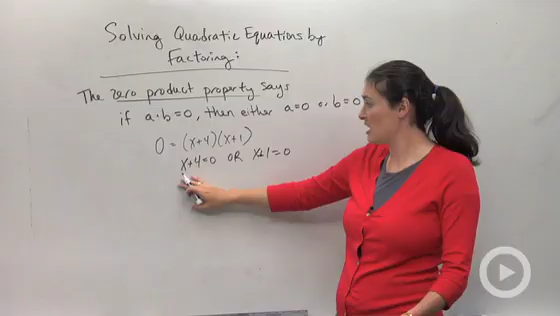 Solving Quadratic Equations by
Factoring:
The zero product property says
if a·b=0, then either a=0 or b=0
0 = (x+4)(x+1)
x+4=0 OR x+1=0